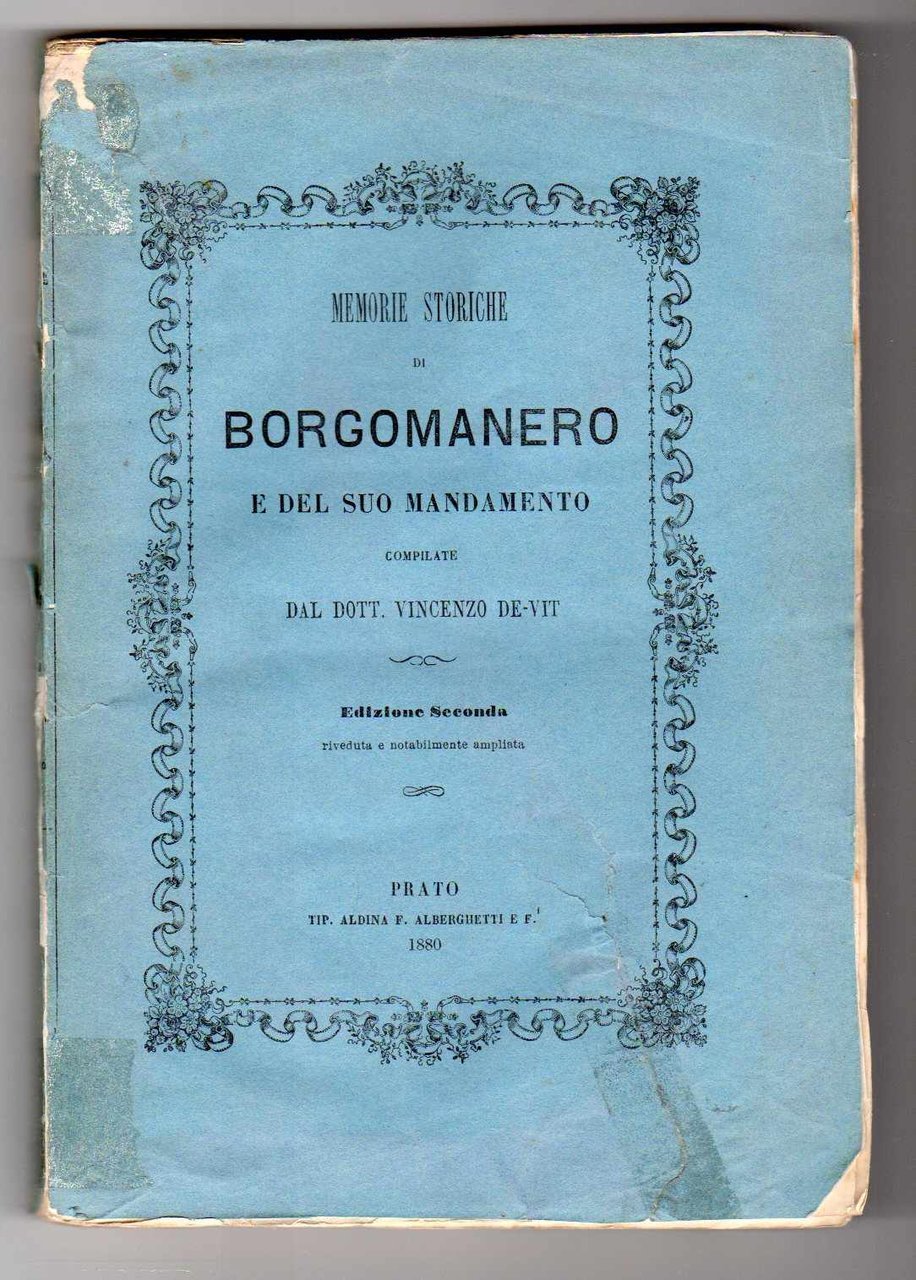 MEMORIE STORICHE
DI
BORGOMANERO
E DEL SUO MANDAMENTO
COMPILATE
DAL DOTT. VINCENZO DE-VIT
Edizione Seconda
riveduta e notabilmente ampliata
PRATO
TIP. ALDINA F. ALBERGHETTI E F.i
1880